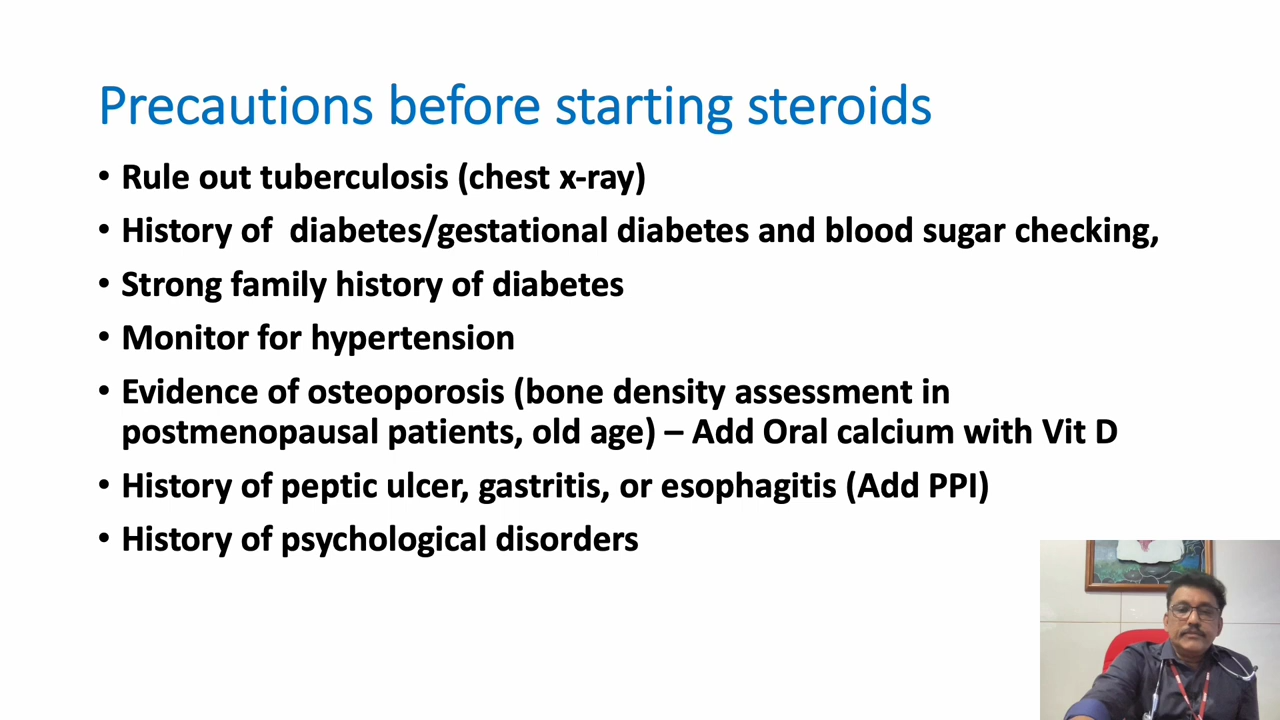 Precautions before starting steroids
• Rule out tuberculosis (chest x-ray)
• History of  diabetes/gestational diabetes and blood sugar checking,
• Strong family history of diabetes
• Monitor for hypertension
• Evidence of osteoporosis (bone density assessment in
postmenopausal patients, old age) – Add Oral calcium with Vit D
• History of peptic ulcer, gastritis, or esophagitis (Add PPI)
• History of psychological disorders